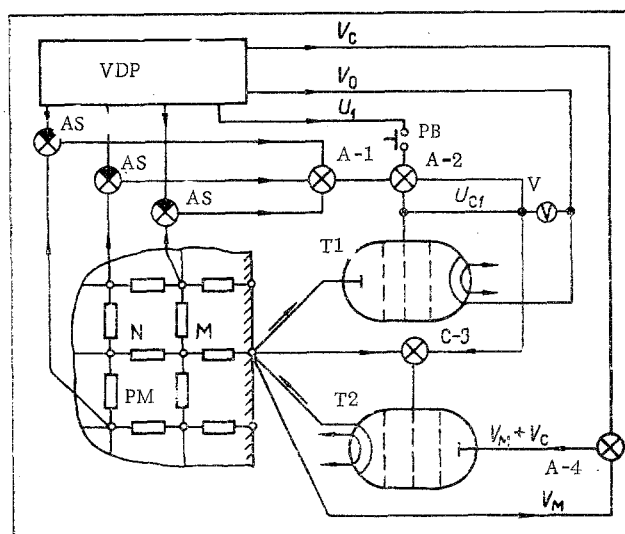 V_C
VDP
V_0
U_1
PB
AS
A-1
A-2
AS
V
AS
U_C1
V
T1
N
M
C-3
PM
T2
V_M + V_C
A-4
V_M